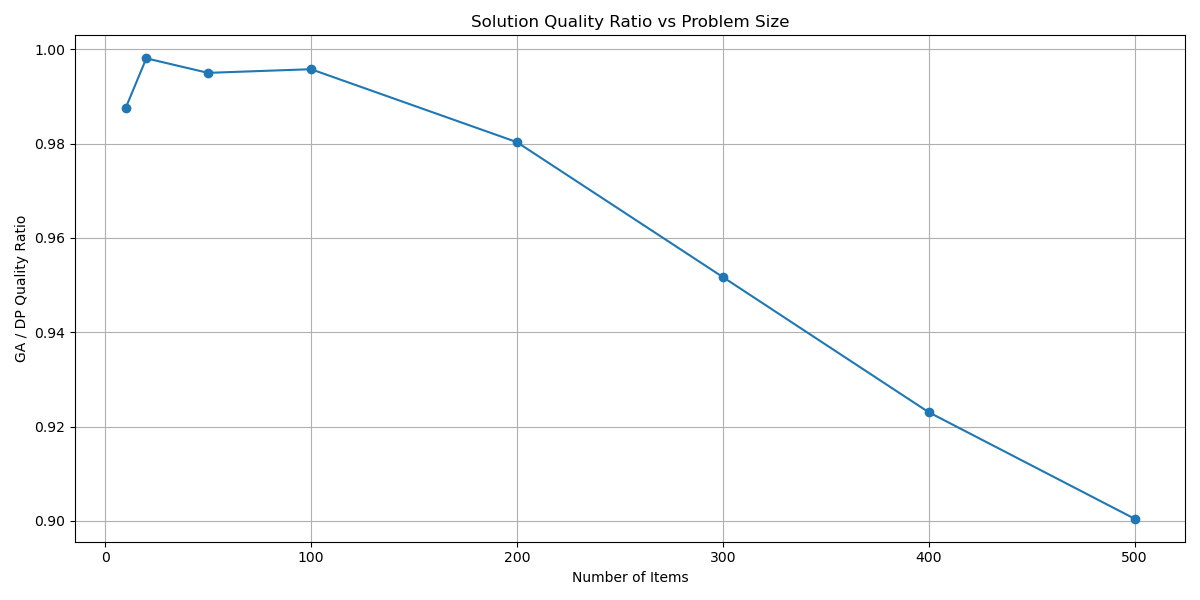 Solution Quality Ratio vs Problem Size
GA / DP Quality Ratio
1.00
0.98
0.96
0.94
0.92
0.90
0 100 200 300 400 500
Number of Items